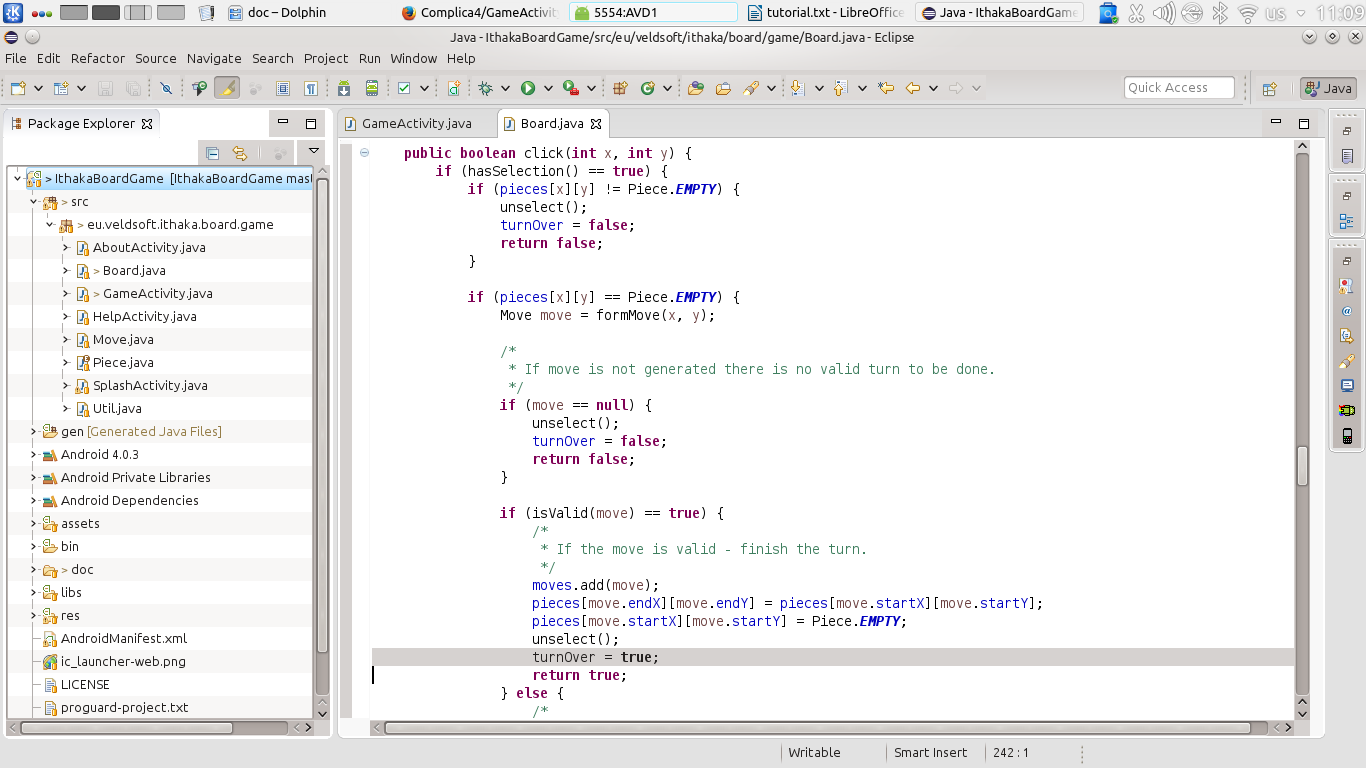 doc – Dolphin
Complica4/GameActivit
5554:AVD1
tutorial.txt - LibreOffice
Java - IthakaBoardGame
us
11:09
Java - IthakaBoardGame/src/eu/veldsoft/ithaka/board/game/Board.java - Eclipse
File Edit Refactor Source Navigate Search Project Run Window Help
Quick Access
Java
Package Explorer
GameActivity.java
Board.java
> IthakaBoardGame [IthakaBoardGame mast
> src
> eu.veldsoft.ithaka.board.game
AboutActivity.java
> Board.java
> GameActivity.java
HelpActivity.java
Move.java
Piece.java
SplashActivity.java
Util.java
gen [Generated Java Files]
Android 4.0.3
Android Private Libraries
Android Dependencies
assets
bin
> doc
libs
res
AndroidManifest.xml
ic_launcher-web.png
LICENSE
proguard-project.txt
public boolean click(int x, int y) {
if (hasSelection() == true) {
if (pieces[x][y] != Piece.EMPTY) {
unselect();
turnOver = false;
return false;
}
if (pieces[x][y] == Piece.EMPTY) {
Move move = formMove(x, y);
/*
* If move is not generated there is no valid turn to be done.
*/
if (move == null) {
unselect();
turnOver = false;
return false;
}
if (isValid(move) == true) {
/*
* If the move is valid - finish the turn.
*/
moves.add(move);
pieces[move.endX][move.endY] = pieces[move.startX][move.startY];
pieces[move.startX][move.startY] = Piece.EMPTY;
unselect();
turnOver = true;
return true;
} else {
/*
Writable
Smart Insert
242 : 1